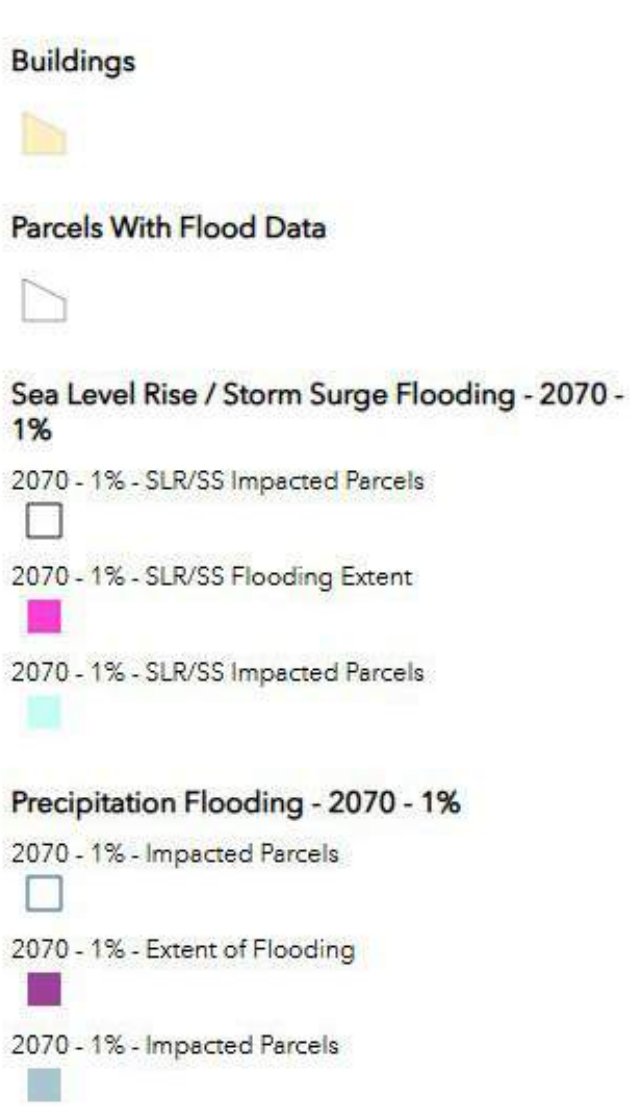 Buildings
Parcels With Flood Data
Sea Level Rise / Storm Surge Flooding - 2070 -
1%
2070 - 1% - SLR/SS Impacted Parcels
2070 - 1% - SLR/SS Flooding Extent
2070 - 1% - SLR/SS Impacted Parcels
Precipitation Flooding - 2070 - 1%
2070 - 1% - Impacted Parcels
2070 - 1% - Extent of Flooding
2070 - 1% - Impacted Parcels